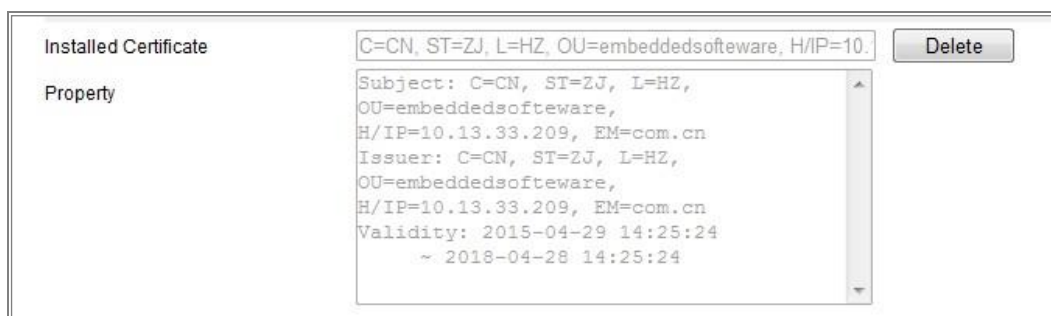 Installed Certificate C=CN, ST=ZJ, L=HZ, OU=embeddedsofteware, H/IP=10. Delete
Property
Subject: C=CN, ST=ZJ, L=HZ,
OU=embeddedsofteware,
H/IP=10.13.33.209, EM=com.cn
Issuer: C=CN, ST=ZJ, L=HZ,
OU=embeddedsofteware,
H/IP=10.13.33.209, EM=com.cn
Validity: 2015-04-29 14:25:24
~ 2018-04-28 14:25:24